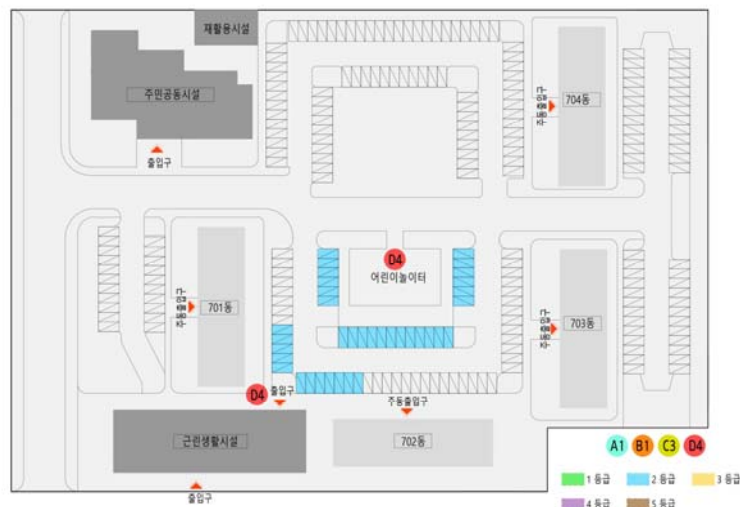 재활용시설
주민공동시설
출입구
704동
주동출입구
D4
어린이놀이터
701동
주동출입구
703동
주동출입구
D4
출입구
주동출입구
근린생활시설
702동
출입구
A1 B1 C3 D4
1 등급 2 등급 3 등급
4 등급 5 등급